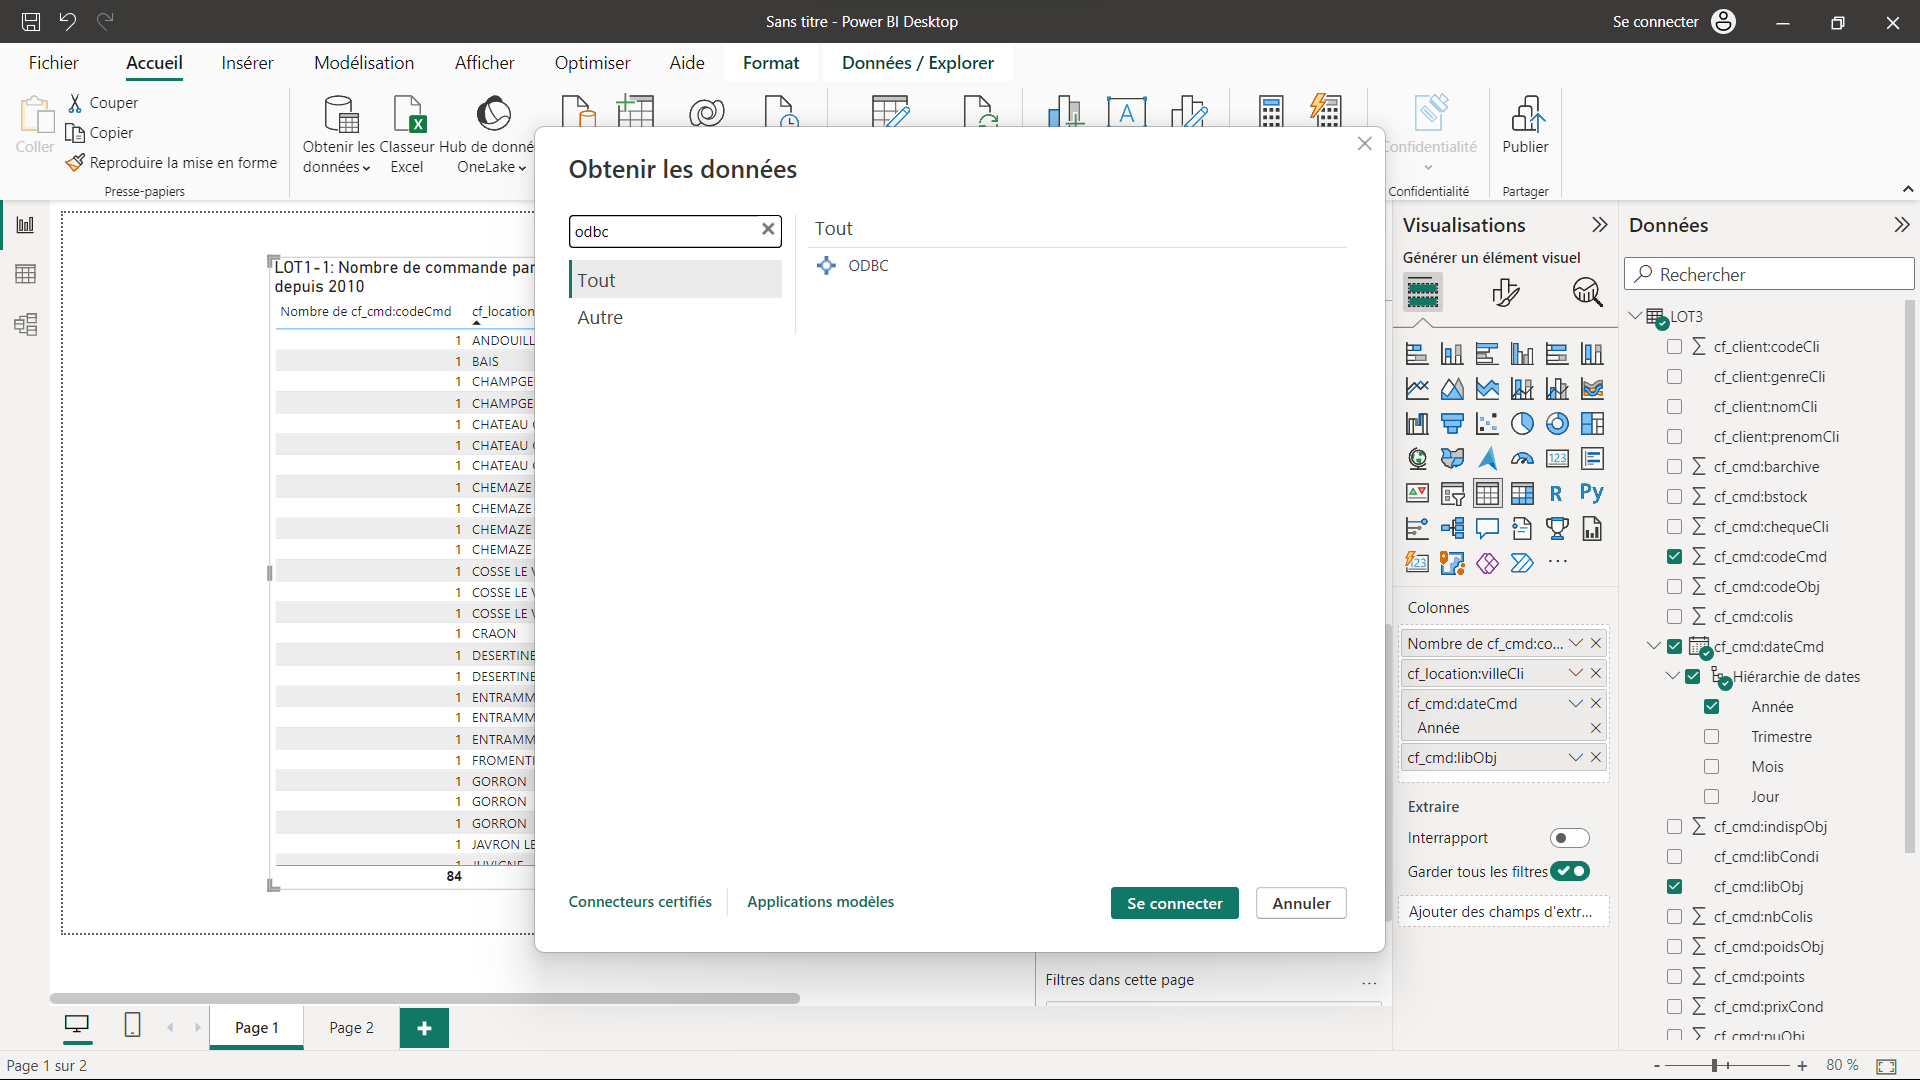 Sans titre - Power BI Desktop
Se connecter
Fichier
Accueil
Insérer
Modélisation
Afficher
Optimiser
Aide
Format
Données / Explorer
Coller
Couper
Copier
Reproduire la mise en forme
Presse-papiers
Obtenir les données
Classeur Excel
Hub de donné
OneLake
A
onfidentialité
Confidentialité
Publier
Partager
LOT1-1: Nombre de commande par
depuis 2010
Nombre de cf_cmd:codeCmd cf_location
1 ANDOUILL
1 BAIS
1 CHAMPGE
1 CHAMPGE
1 CHATEAU
1 CHATEAU
1 CHATEAU
1 CHEMAZE
1 CHEMAZE
1 CHEMAZE
1 CHEMAZE
1 COSSE LE V
1 COSSE LE V
1 COSSE LE V
1 CRAON
1 DESERTINE
1 DESERTINE
1 ENTRAMM
1 ENTRAMM
1 ENTRAMM
1 FROMENTI
1 GORRON
1 GORRON
1 GORRON
1 JAVRON LE
1 JUVIGNE
84
Obtenir les données
odbc
Tout
Autre
Tout
ODBC
Connecteurs certifiés
Applications modèles
Se connecter
Annuler
Filtres dans cette page
...
Visualisations
Générer un élément visuel
123
R
Py
123
...
Colonnes
Nombre de cf_cmd:co...
cf_location:villeCli
cf_cmd:dateCmd
Année
cf_cmd:libObj
Extraire
Interrapport
Garder tous les filtres
Ajouter des champs d'extr...
Données
Rechercher
LOT3
cf_client:codeCli
cf_client:genreCli
cf_client:nomCli
cf_client:prenomCli
cf_cmd:barchive
cf_cmd:bstock
cf_cmd:chequeCli
cf_cmd:codeCmd
cf_cmd:codeObj
cf_cmd:colis
cf_cmd:dateCmd
Hiérarchie de dates
Année
Trimestre
Mois
Jour
cf_cmd:indispObj
cf_cmd:libCondi
cf_cmd:libObj
cf_cmd:nbColis
cf_cmd:poidsObj
cf_cmd:points
cf_cmd:prixCond
cf_cmd:puObj
Page 1
Page 2
+
Page 1 sur 2
- + 80 %